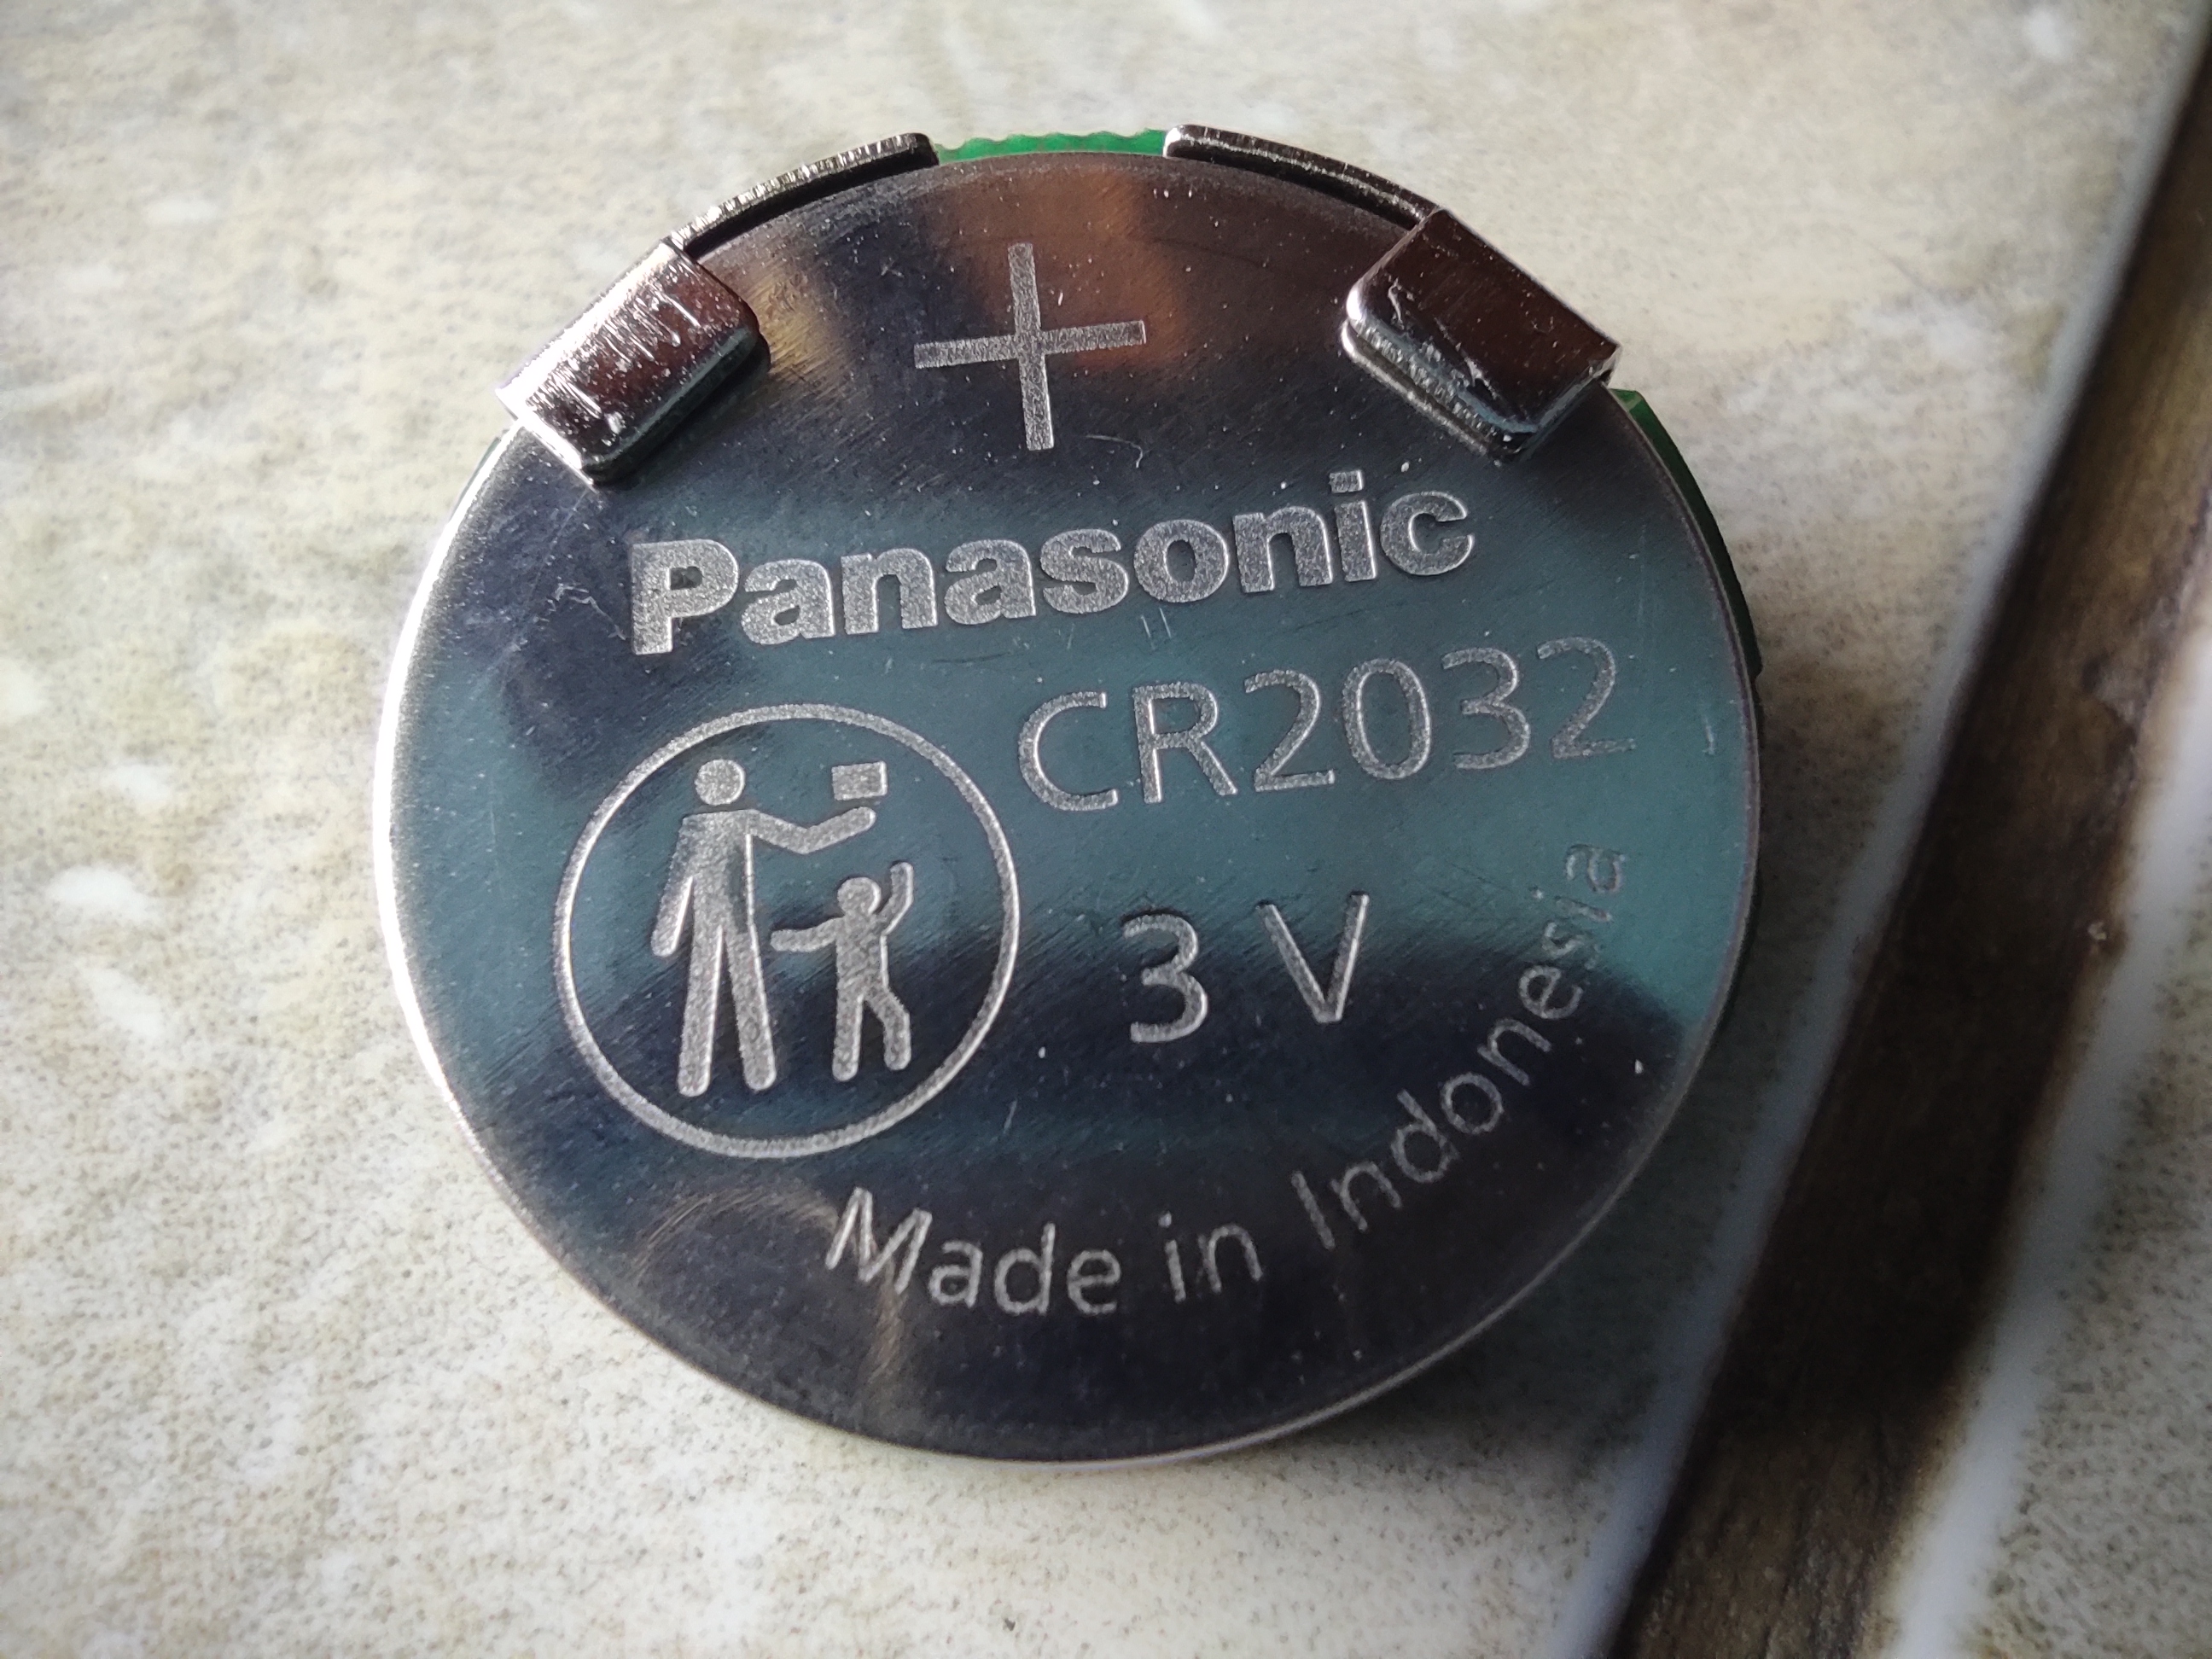 +
Panasonic
CR2032
3 V
Made in Indonesia